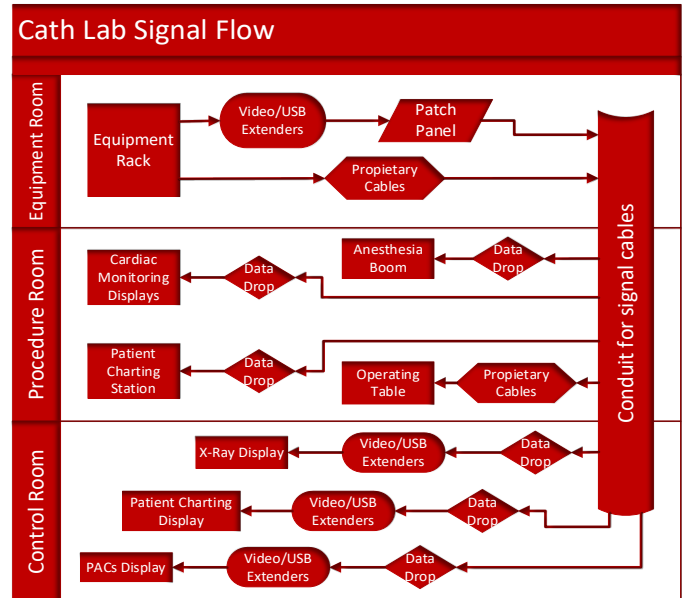 Cath Lab Signal Flow
Equipment Room
Equipment
Rack
Video/USB
Extenders
Patch
Panel
Propietary
Cables
Conduit for signal cables
Procedure Room
Cardiac
Monitoring
Displays
Data
Drop
Anesthesia
Boom
Data
Drop
Patient
Charting
Station
Data
Drop
Operating
Table
Propietary
Cables
Control Room
X-Ray Display
Video/USB
Extenders
Data
Drop
Patient Charting
Display
Video/USB
Extenders
Data
Drop
PACs Display
Video/USB
Extenders
Data
Drop